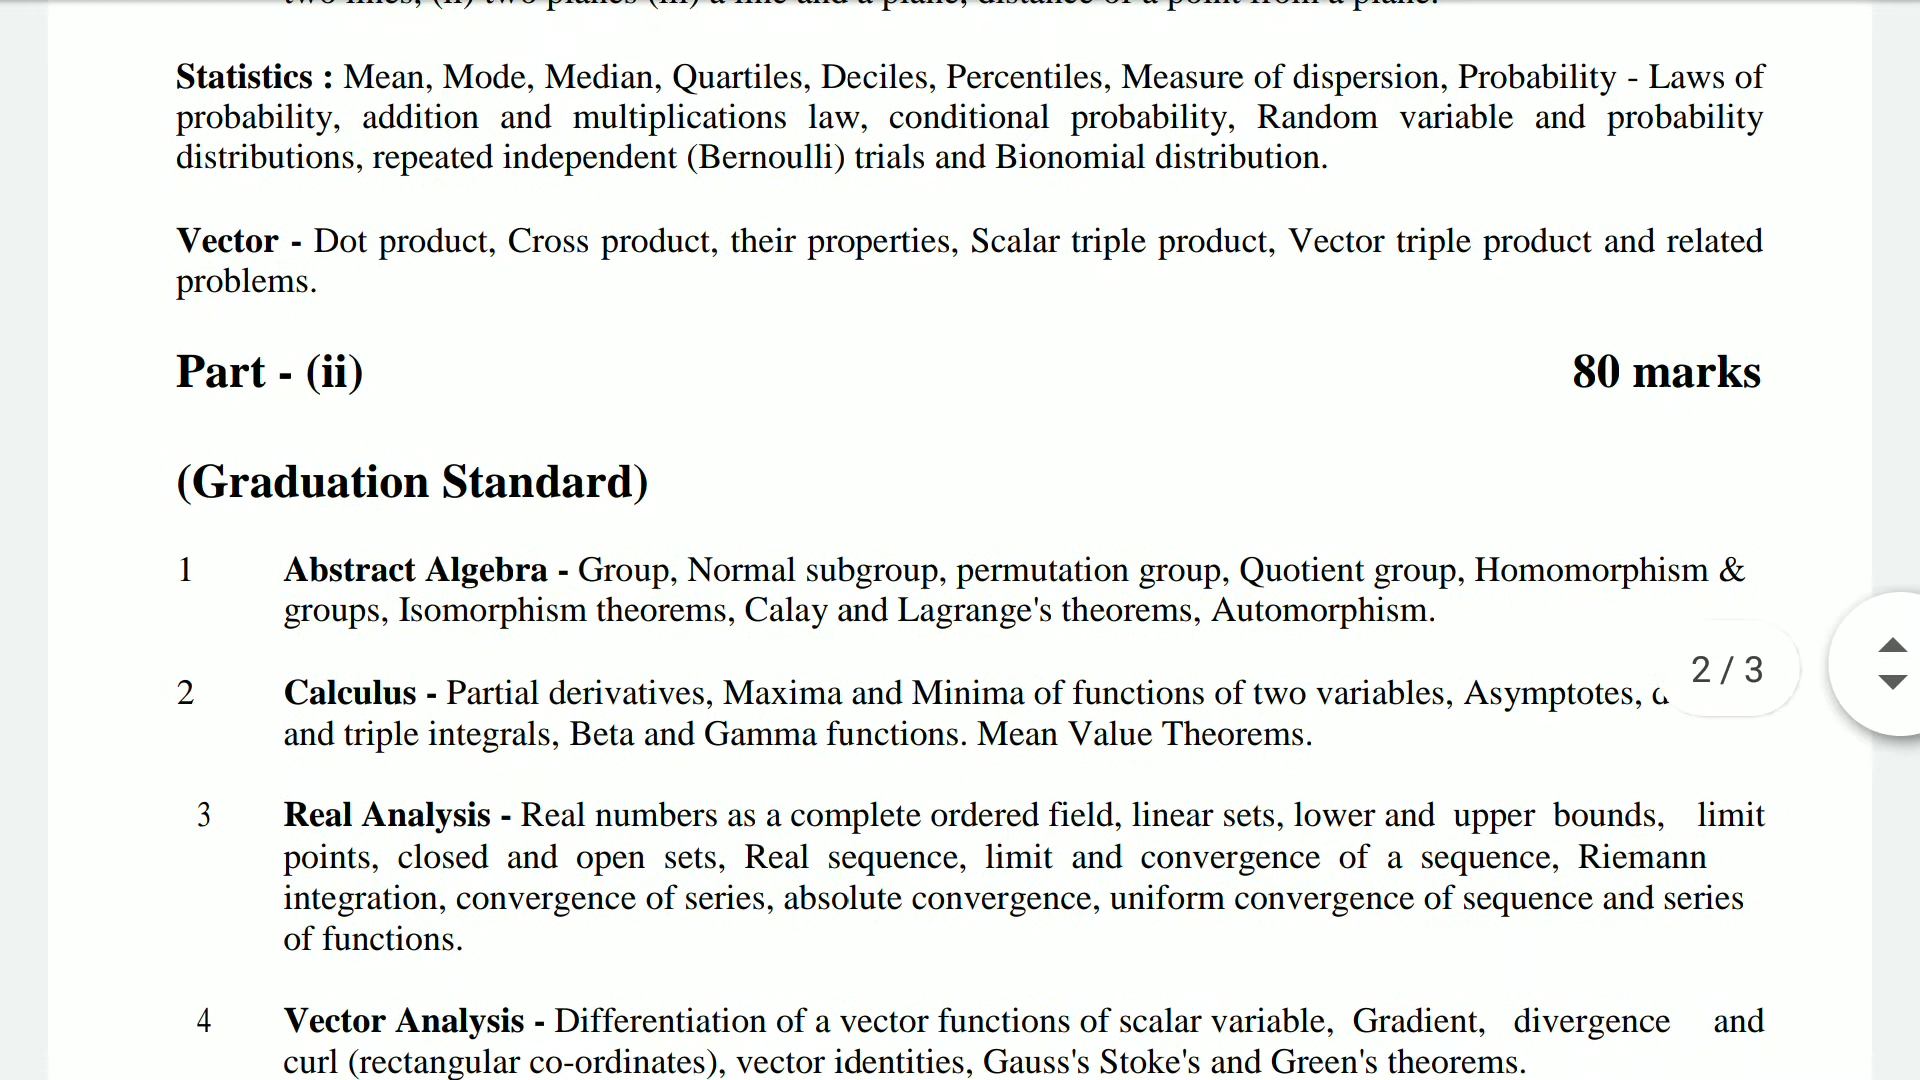 Statistics : Mean, Mode, Median, Quartiles, Deciles, Percentiles, Measure of dispersion, Probability - Laws of
probability, addition and multiplications law, conditional probability, Random variable and probability
distributions, repeated independent (Bernoulli) trials and Bionomial distribution.
Vector - Dot product, Cross product, their properties, Scalar triple product, Vector triple product and related
problems.
Part - (ii) 80 marks
(Graduation Standard)
1 Abstract Algebra - Group, Normal subgroup, permutation group, Quotient group, Homomorphism &
groups, Isomorphism theorems, Calay and Lagrange's theorems, Automorphism.
2 / 3
2 Calculus - Partial derivatives, Maxima and Minima of functions of two variables, Asymptotes,
and triple integrals, Beta and Gamma functions. Mean Value Theorems.
3 Real Analysis - Real numbers as a complete ordered field, linear sets, lower and upper bounds, limit
points, closed and open sets, Real sequence, limit and convergence of a sequence, Riemann
integration, convergence of series, absolute convergence, uniform convergence of sequence and series
of functions.
4 Vector Analysis - Differentiation of a vector functions of scalar variable, Gradient, divergence and
curl (rectangular co-ordinates), vector identities, Gauss's Stoke's and Green's theorems.